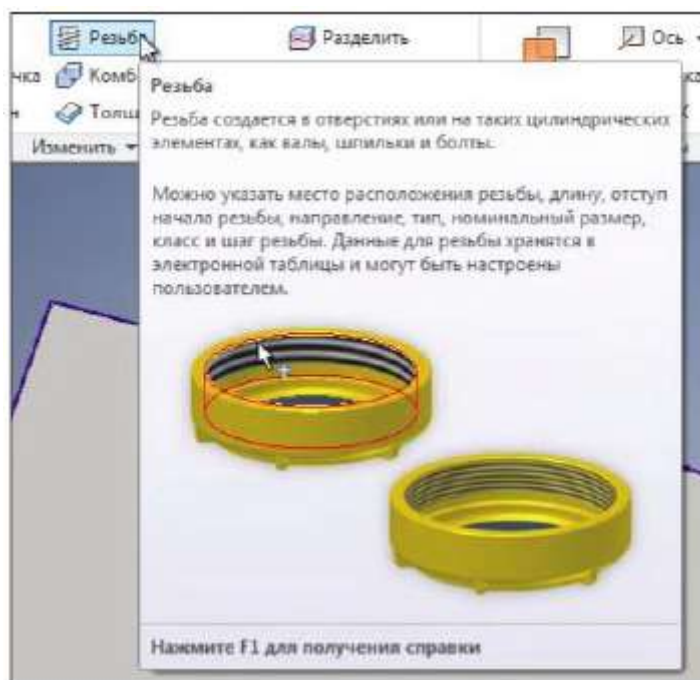 Резьба
Разделить
Ось
чка
Комб
Толщ
Изменить
Резьба
Резьба создается в отверстиях или на таких цилиндрических
элементах, как валы, шпильки и болты.
Можно указать место расположения резьбы, длину, отступ
начало резьбы, направление, тип, номинальный размер,
класс и шаг резьбы. Данные для резьбы хранятся в
электронной таблицы и могут быть настроены
пользователем.
Нажмите F1 для получения справки